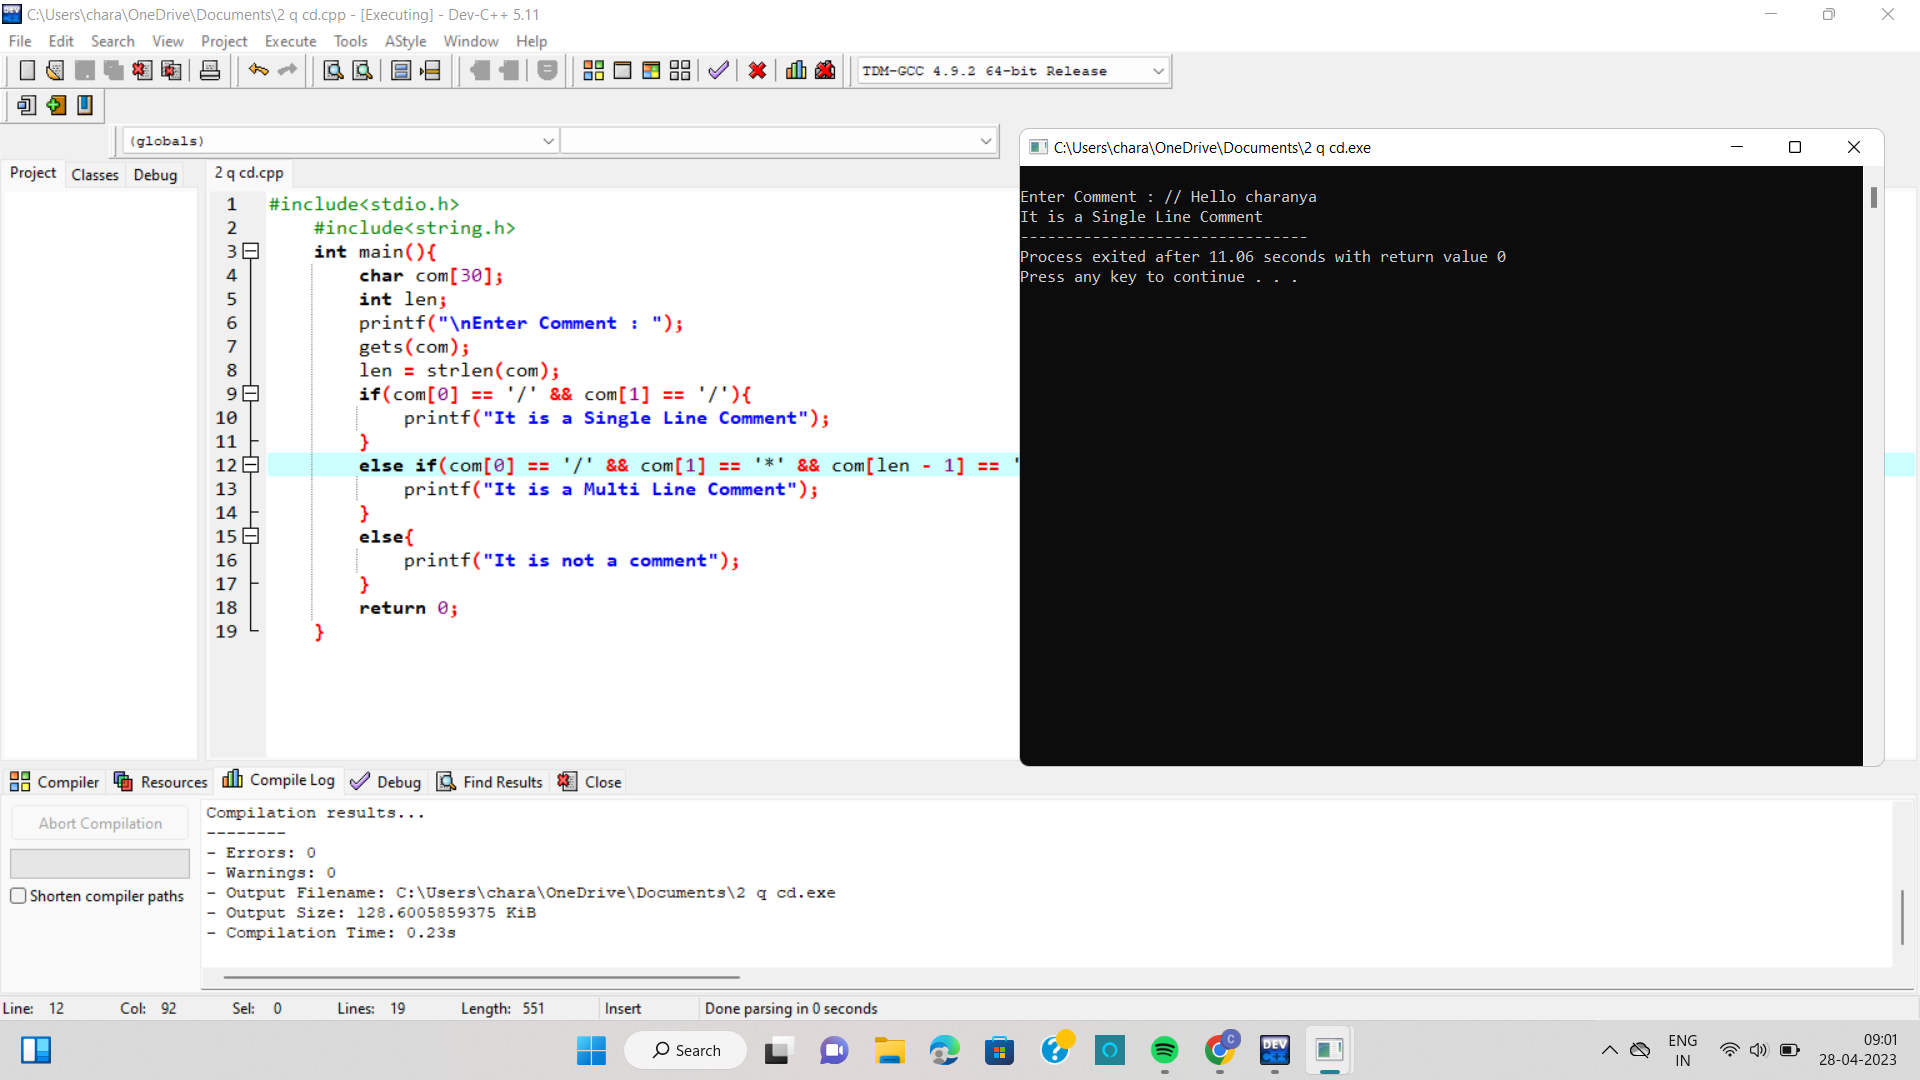 C:\Users\chara\OneDrive\Documents\2 q cd.cpp - [Executing] - Dev-C++ 5.11
File Edit Search View Project Execute Tools AStyle Window Help
TDM-GCC 4.9.2 64-bit Release
(globals)
Project Classes Debug
2 q cd.cpp
1 #include<stdio.h>
2 #include<string.h>
3 int main(){
4 char com[30];
5 int len;
6 printf("\nEnter Comment : ");
7 gets(com);
8 len = strlen(com);
9 if(com[0] == '/' && com[1] == '/'){
10 printf("It is a Single Line Comment");
11 }
12 else if(com[0] == '/' && com[1] == '*' && com[len - 1] == '
13 printf("It is a Multi Line Comment");
14 }
15 else{
16 printf("It is not a comment");
17 }
18 return 0;
19 }
C:\Users\chara\OneDrive\Documents\2 q cd.exe
Enter Comment : // Hello charanya
It is a Single Line Comment
--------------------------------
Process exited after 11.06 seconds with return value 0
Press any key to continue . . .
Compiler Resources Compile Log Debug Find Results Close
Abort Compilation
Shorten compiler paths
Compilation results...
--------
- Errors: 0
- Warnings: 0
- Output Filename: C:\Users\chara\OneDrive\Documents\2 q cd.exe
- Output Size: 128.6005859375 KiB
- Compilation Time: 0.23s
Line: 12 Col: 92 Sel: 0 Lines: 19 Length: 551 Insert Done parsing in 0 seconds
Search
C
DEV C++
ENG
IN
09:01
28-04-2023